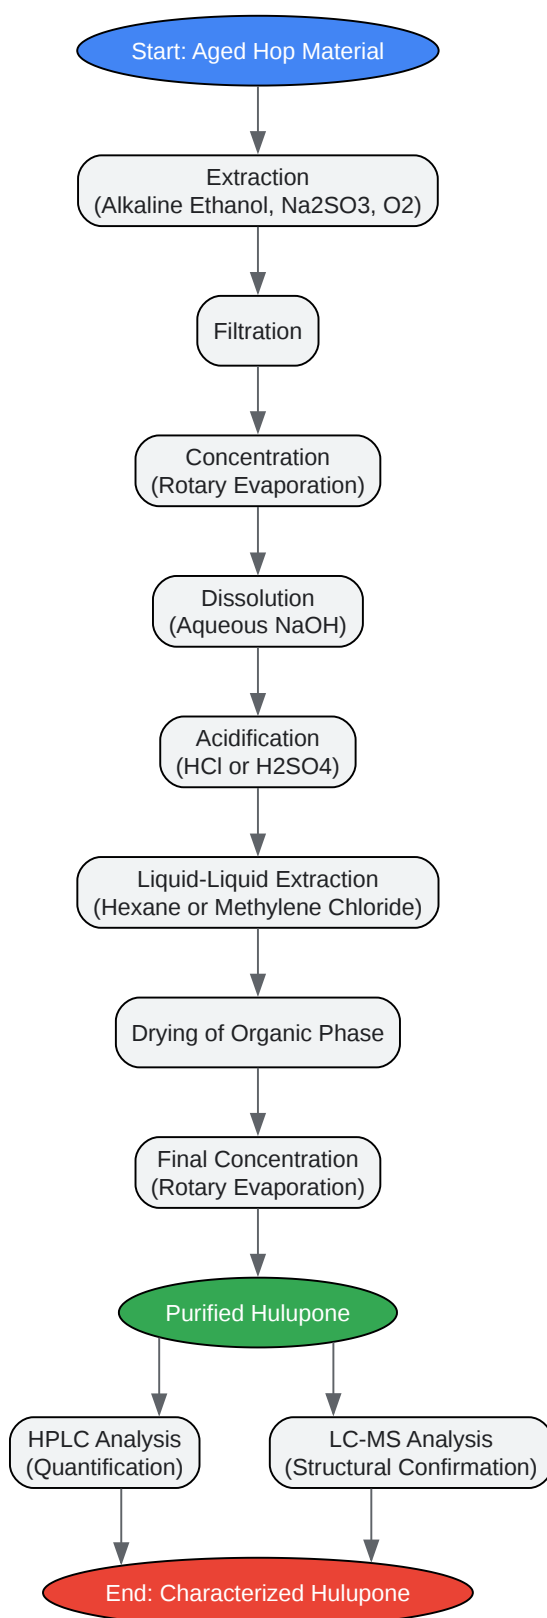 Start: Aged Hop Material
Extraction
(Alkaline Ethanol, Na2SO3, O2)
Filtration
Concentration
(Rotary Evaporation)
Dissolution
(Aqueous NaOH)
Acidification
(HCl or H2SO4)
Liquid-Liquid Extraction
(Hexane or Methylene Chloride)
Drying of Organic Phase
Final Concentration
(Rotary Evaporation)
Purified Hulupone
HPLC Analysis
(Quantification)
LC-MS Analysis
(Structural Confirmation)
End: Characterized Hulupone